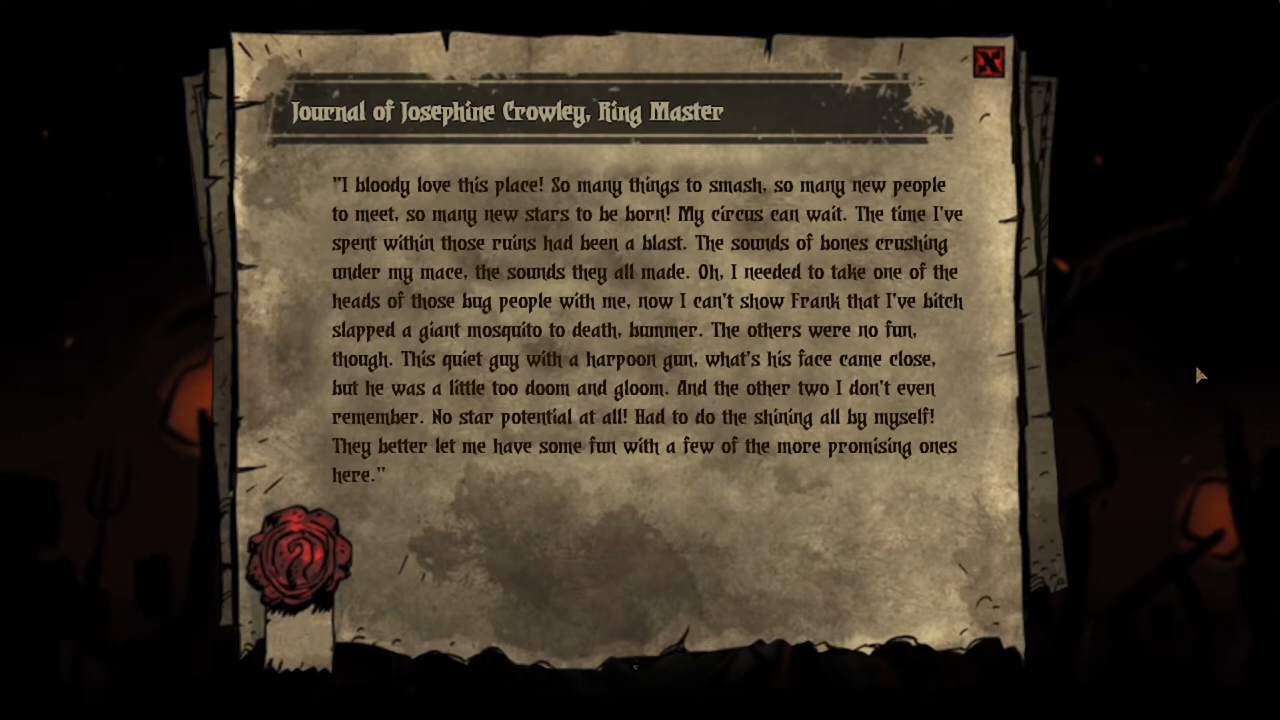 Journal of Josephine Crowley, Ring Master
"I bloody love this place! So many things to smash, so many new people
to meet, so many new stars to be born! My circus can wait. The time I've
spent within those ruins had been a blast. The sounds of bones crushing
under my mace, the sounds they all made. Oh, I needed to take one of the
heads of those bug people with me, now I can't show Frank that I've bitch
slapped a giant mosquito to death, bummer. The others were no fun,
though. This quiet guy with a harpoon gun, what's his face came close,
but he was a little too doom and gloom. And the other two I don't even
remember. No star potential at all! Had to do the shining all by myself!
They better let me have some fun with a few of the more promising ones
here."